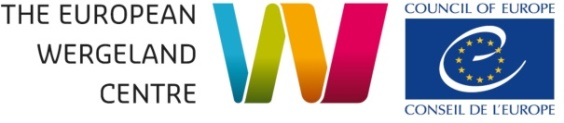 THE EUROPEAN
WERGELAND
CENTRE
COUNCIL OF EUROPE
CONSEIL DE L'EUROPE